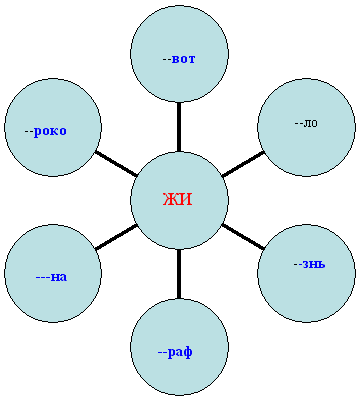 --вот
--роко
--ло
ЖИ
---на
--знь
--раф